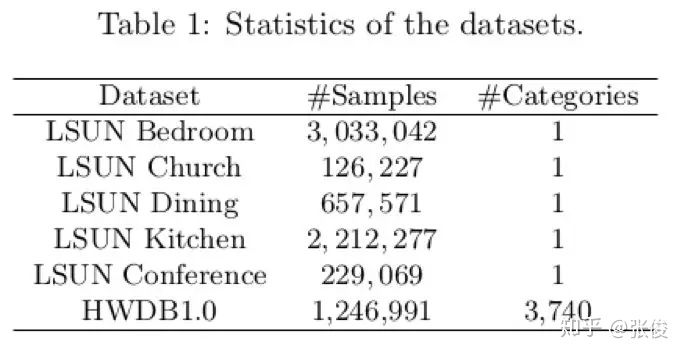 Table 1: Statistics of the datasets.
Dataset #Samples #Categories
LSUN Bedroom 3,033,042 1
LSUN Church 126,227 1
LSUN Dining 657,571 1
LSUN Kitchen 2,212,277 1
LSUN Conference 229,069 1
HWDB1.0 1,246,991 3,740
知乎 @张俊